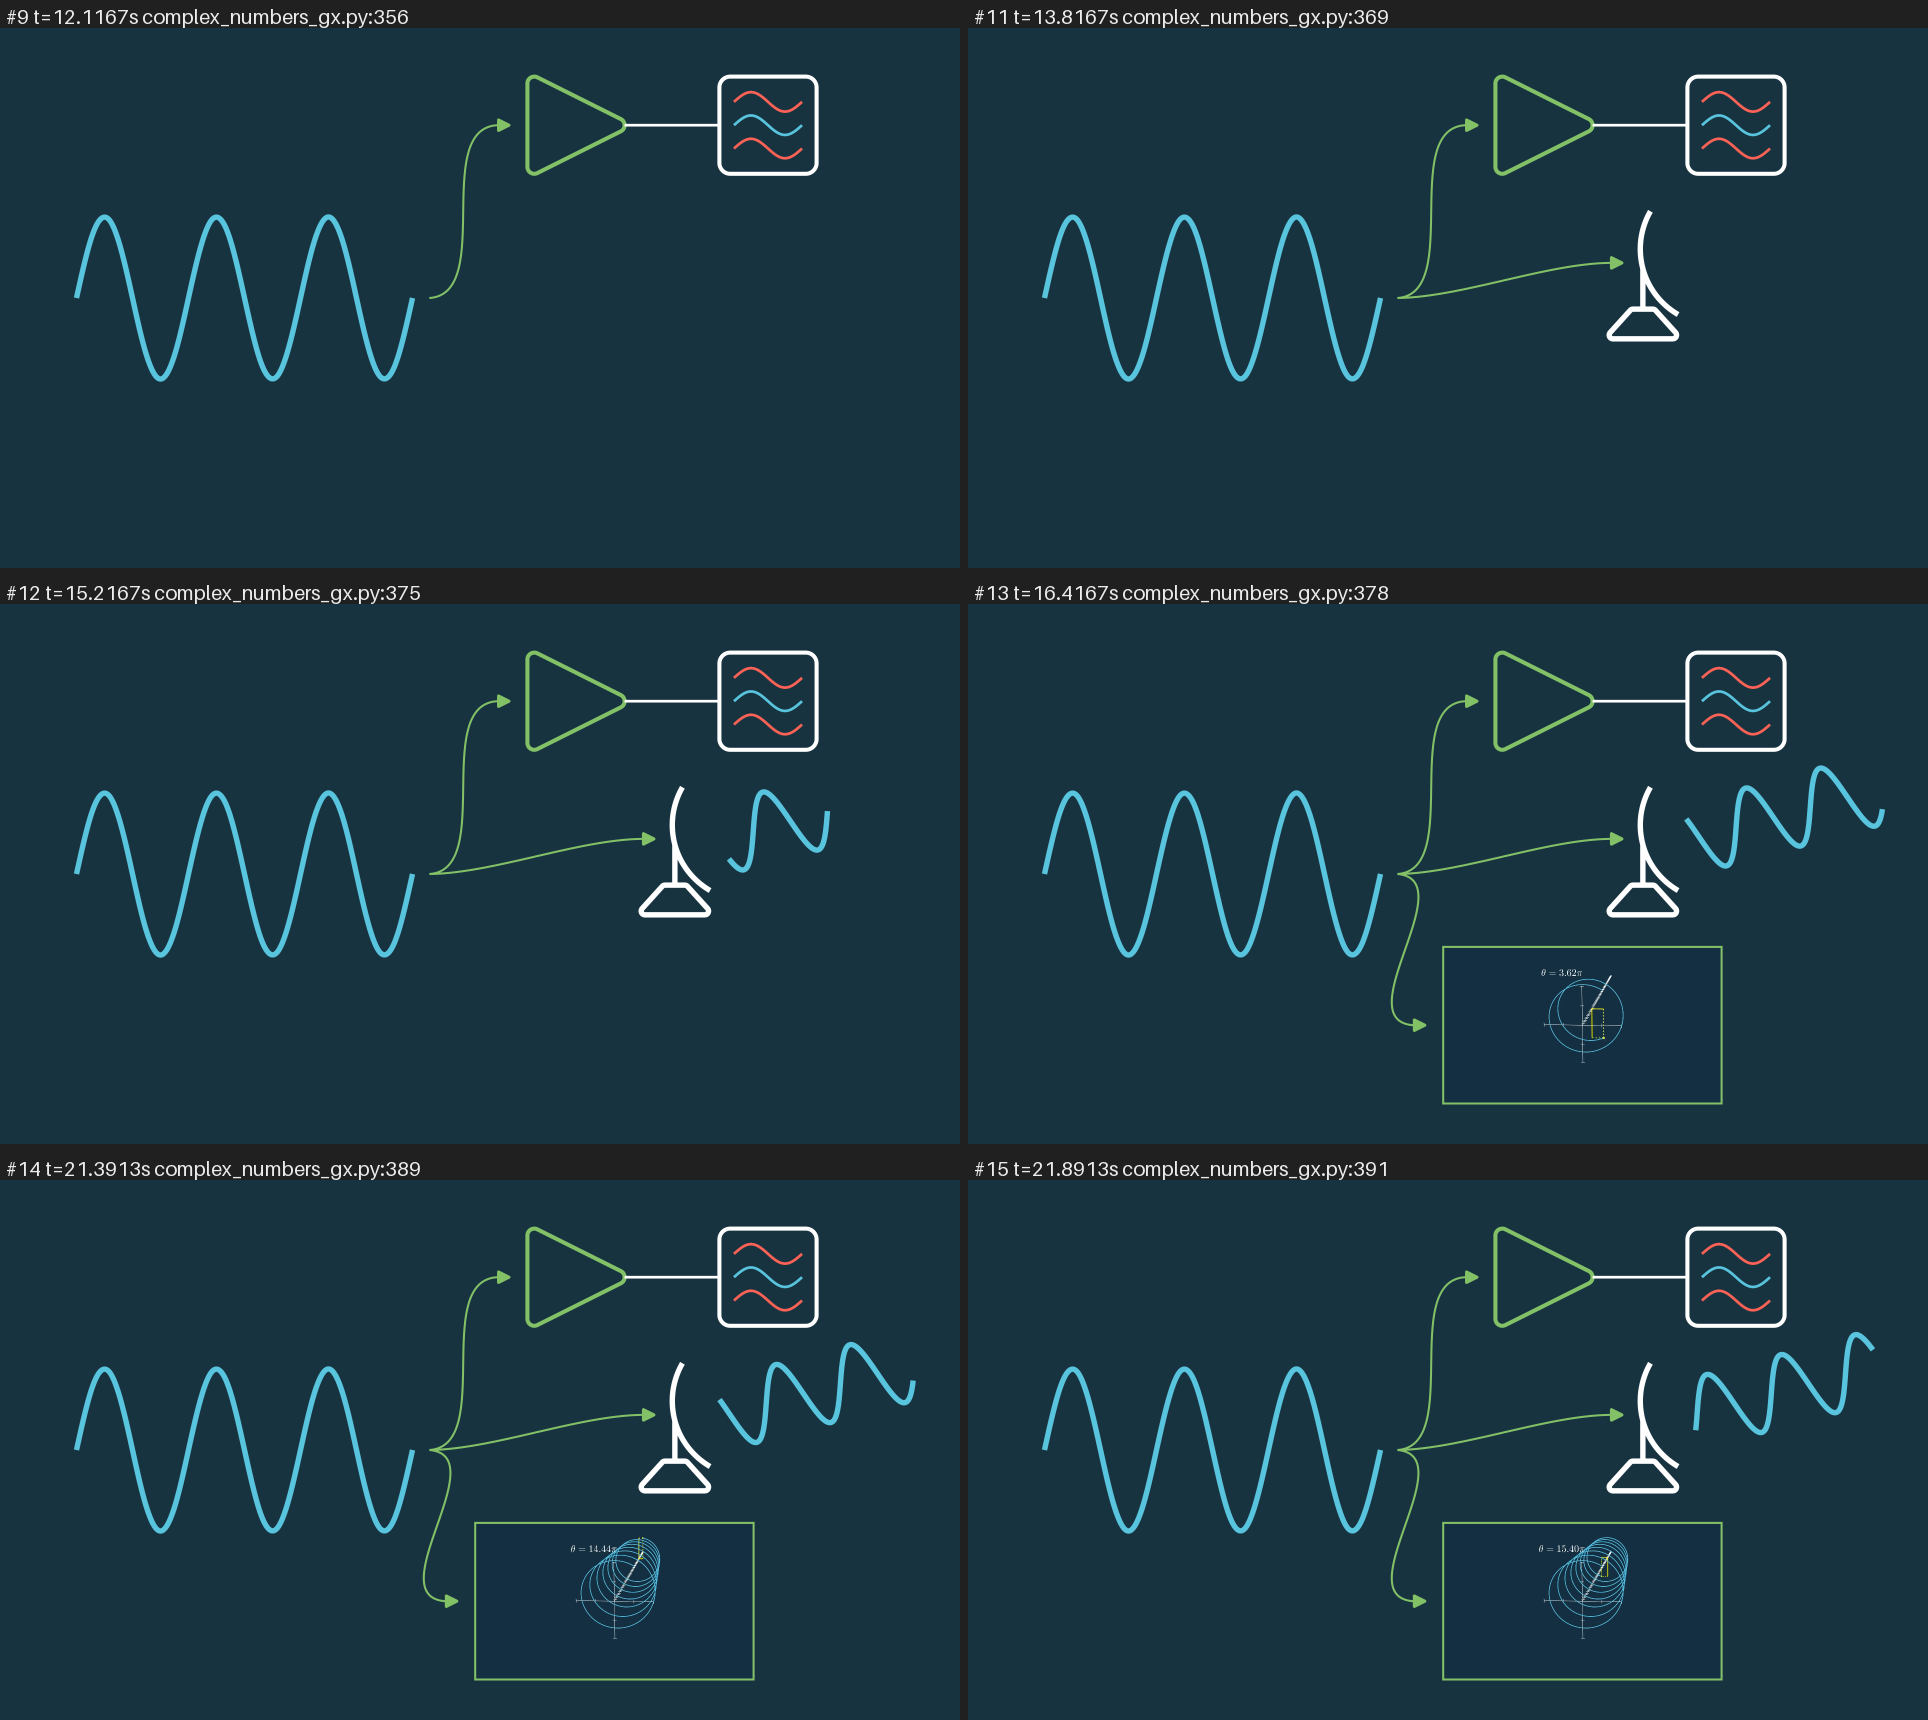 #9 t=12.1167s complex_numbers_gx.py:356
#11 t=13.8167s complex_numbers_gx.py:369
#12 t=15.2167s complex_numbers_gx.py:375
#13 t=16.4167s complex_numbers_gx.py:378
θ = 3.62π
#14 t=21.3913s complex_numbers_gx.py:389
#15 t=21.8913s complex_numbers_gx.py:391
θ = 14.44π
θ = 15.40π